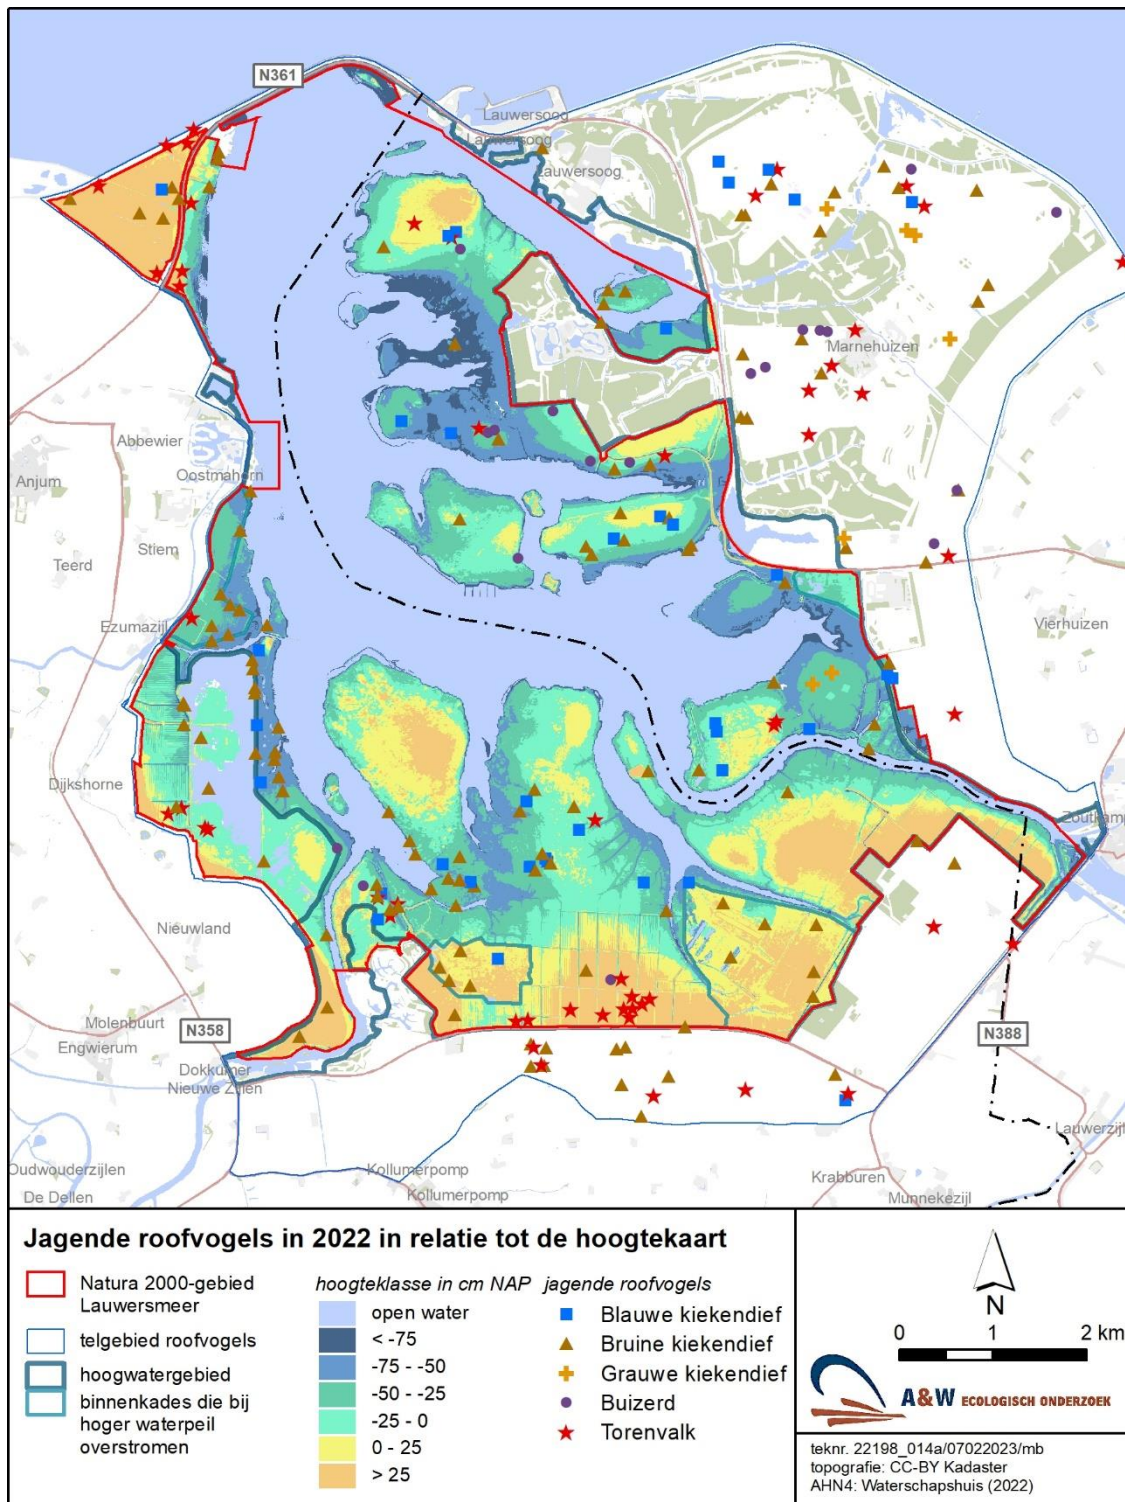 N361
Lauwersoog
Lauwersoog
Lauwersoog
Marnehuizen
Abbewier
Oostmahorn
Anjum
Stiem
Teerd
Ezumazijl
Vierhuizen
Dijkshorne
Zoutkamp
Nieuwland
Molenbuurt
N358
Engwierum
N388
Dokkumer
Nieuwe Zijlen
Lauwerzijl
Oudwouderzijlen
Kollumerpomp
Krabburen
De Dellen
Kollumerpomp
Munnekezijl
Jagende roofvogels in 2022 in relatie tot de hoogtekaart
Natura 2000-gebied
Lauwersmeer
telgebied roofvogels
hoogwatergebied
binnenkades die bij
hoger waterpeil
overstromen
hoogteklasse in cm NAP
open water
< -75
-75 - -50
-50 - -25
-25 - 0
0 - 25
> 25
jagende roofvogels
Blauwe kiekendief
Bruine kiekendief
Grauwe kiekendief
Buizerd
Torenvalk
N
0 1 2 km
A&W ECOLOGISCH ONDERZOEK
teknr. 22198_014a/07022023/mb
topografie: CC-BY Kadaster
AHN4: Waterschapshuis (2022)